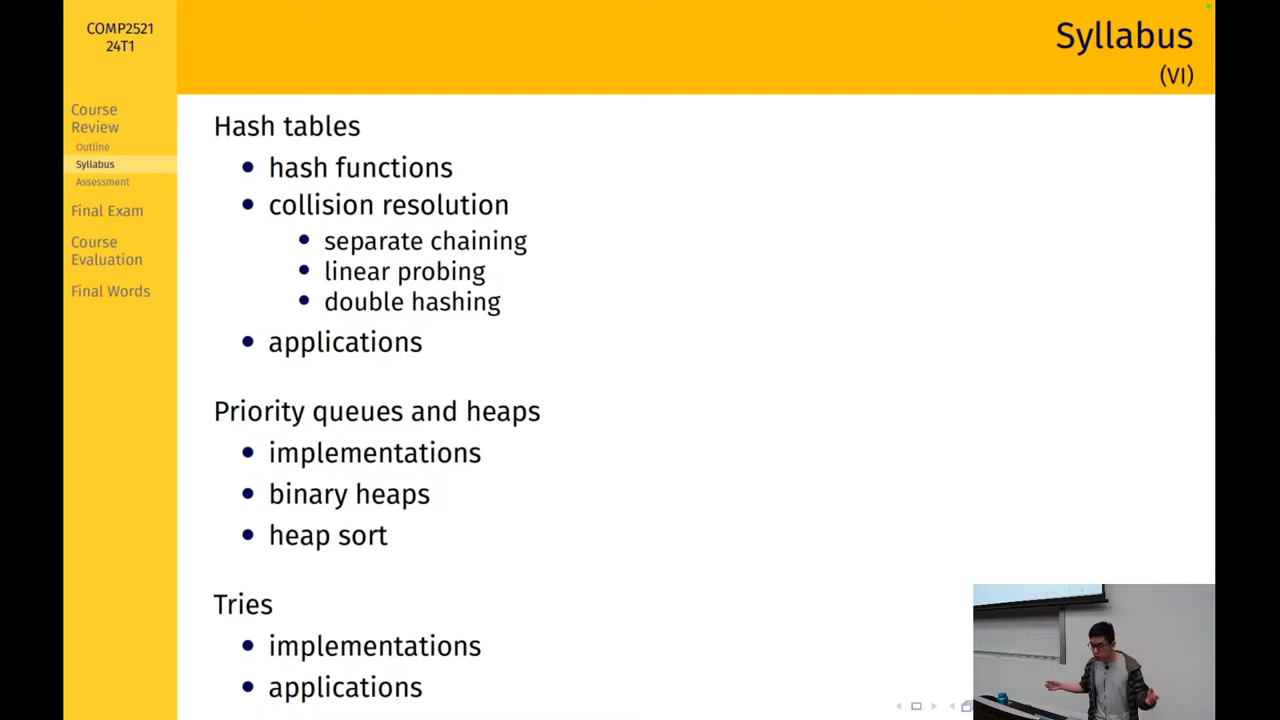 COMP2521
24T1
Syllabus
(VI)
Course
Review
Outline
Syllabus
Assessment
Final Exam
Course
Evaluation
Final Words
Hash tables
• hash functions
• collision resolution
• separate chaining
• linear probing
• double hashing
• applications
Priority queues and heaps
• implementations
• binary heaps
• heap sort
Tries
• implementations
• applications